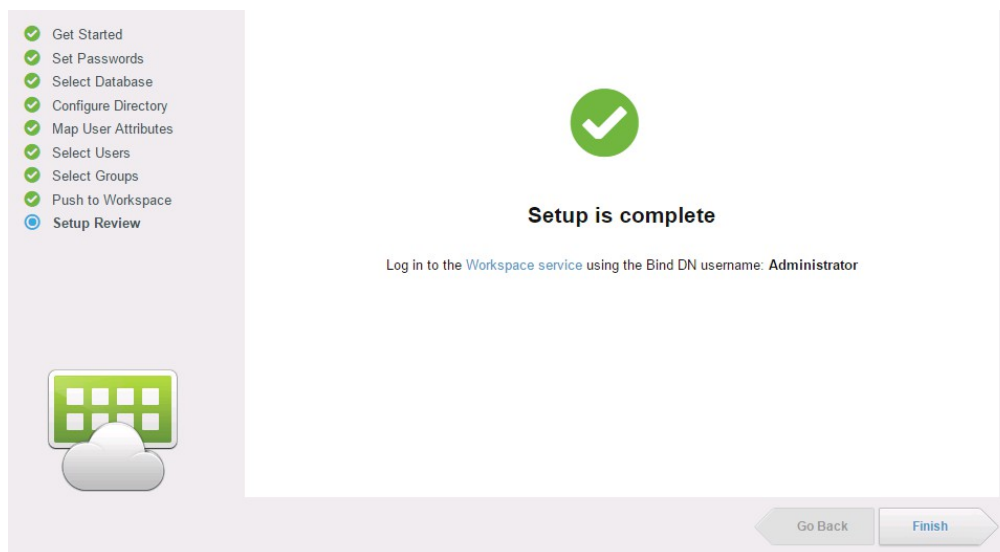 Get Started
Set Passwords
Select Database
Configure Directory
Map User Attributes
Select Users
Select Groups
Push to Workspace
Setup Review
Setup is complete
Log in to the Workspace service using the Bind DN username: Administrator
Go Back
Finish